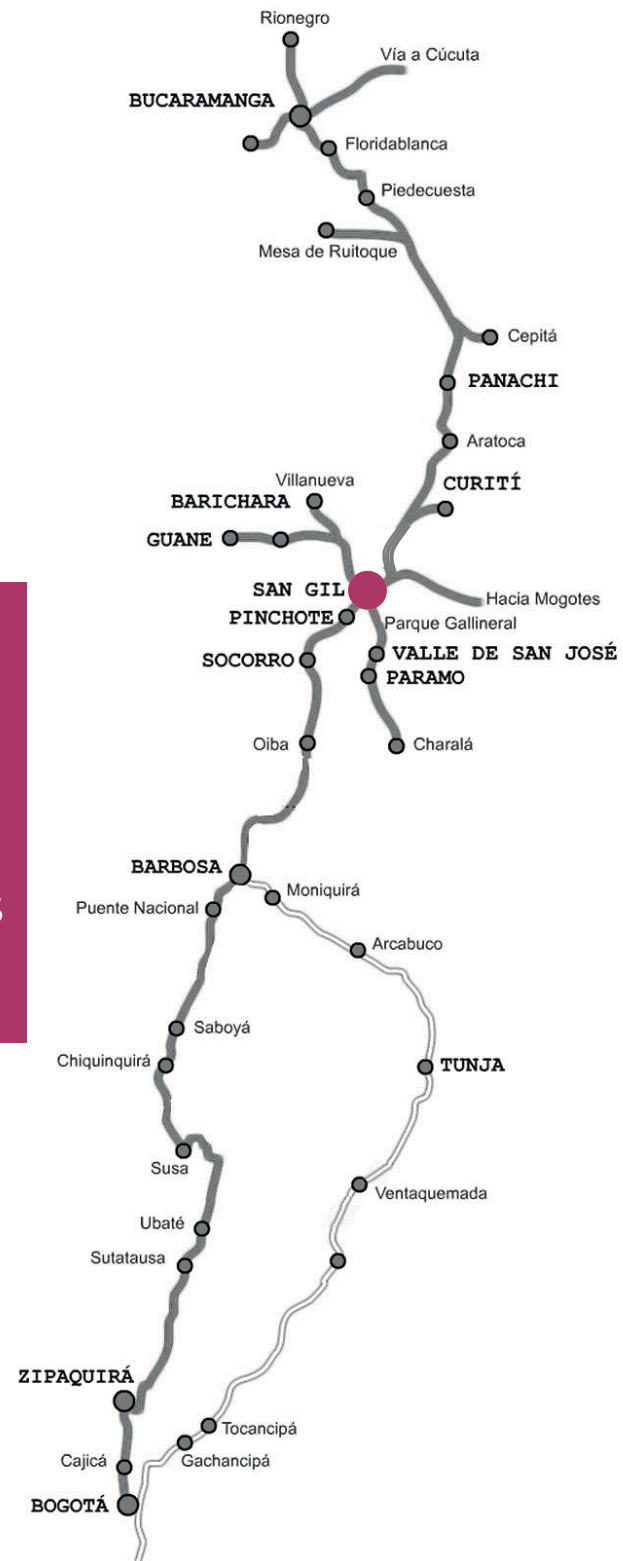 Rionegro
Vía a Cúcuta
BUCARAMANGA
Floridablanca
Piedecuesta
Mesa de Ruitoque
Cepitá
PANACHI
Aratoca
Villanueva
CURITÍ
BARICHARA
GUANE
SAN GIL
Hacia Mogotes
PINCHOTE
Parque Gallineral
VALLE DE SAN JOSÉ
SOCORRO
PARAMO
Oiba
Charalá
BARBOSA
Moniquirá
Puente Nacional
S
Arcabuco
Saboyá
Chiquinquirá
TUNJA
Susa
Ventaquemada
Ubaté
Sutatausa
ZIPAQUIRÁ
Tocancipá
Cajicá
Gachancipá
BOGOTÁ